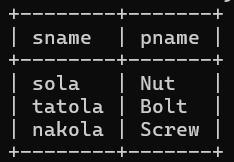 | sname | pname |
| sola | Nut |
| tatola | Bolt |
| nakola | Screw |